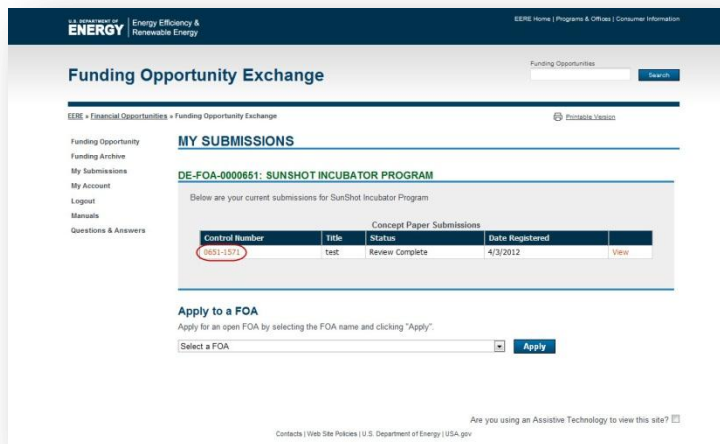 U.S. DEPARTMENT OF
ENERGY
Energy Efficiency &
Renewable Energy
EERE Home | Programs & Offices | Consumer Information
Funding Opportunity Exchange
Funding Opportunities
Search
EERE » Financial Opportunities » Funding Opportunity Exchange
Printable Version
Funding Opportunity
Funding Archive
My Submissions
My Account
Logout
Manuals
Questions & Answers
MY SUBMISSIONS
DE-FOA-0000651: SUNSHOT INCUBATOR PROGRAM
Below are your current submissions for SunShot Incubator Program
Concept Paper Submissions
Control Number Title Status Date Registered
0651-1571 test Review Complete 4/3/2012 View
Apply to a FOA
Apply for an open FOA by selecting the FOA name and clicking "Apply".
Select a FOA
Apply
Are you using an Assistive Technology to view this site?
Contacts | Web Site Policies | U.S. Department of Energy | USA.gov